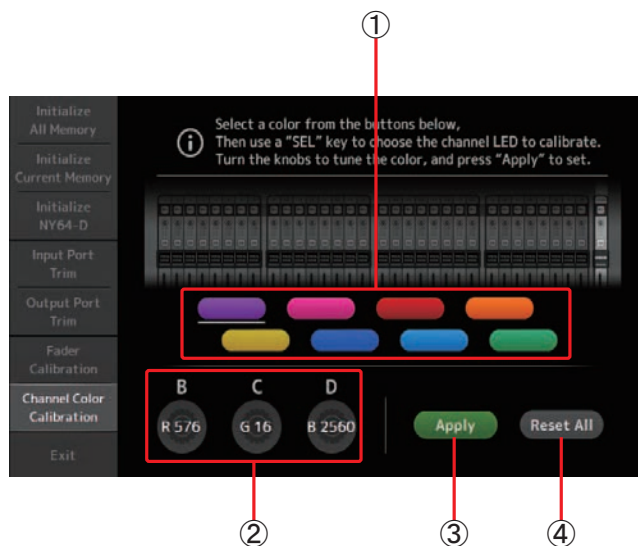 ①
Initialize
All Memory
Initialize
Current Memory
Initialize
NY64-D
Input Port
Trim
Output Port
Trim
Fader
Calibration
Channel Color
Calibration
Exit
Select a color from the buttons below,
Then use a "SEL" key to choose the channel LED to calibrate.
Turn the knobs to tune the color, and press "Apply" to set.
B C D
R 576 G 16 B 2560
Apply Reset All
② ③ ④